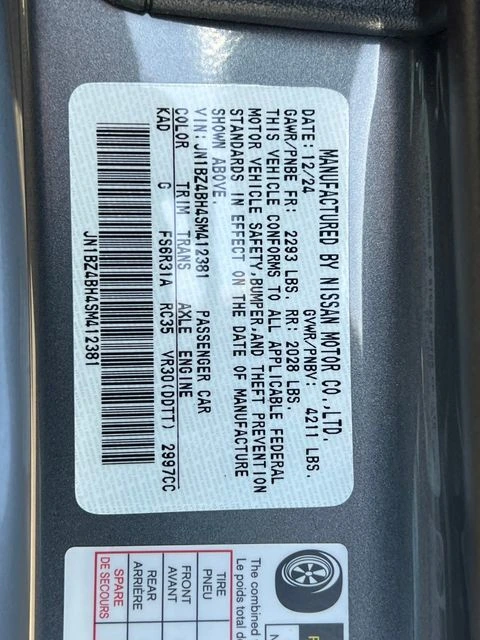 MANUFACTURED BY NISSAN MOTOR CO.,LTD.
DATE: 12/24 GVWR/PNBV: 4211 LBS.
GAWR/PNBE FR: 2293 LBS. RR: 2028 LBS.
THIS VEHICLE CONFORMS TO ALL APPLICABLE FEDERAL
MOTOR VEHICLE SAFETY,BUMPER,AND THEFT PREVENTION
STANDARDS IN EFFECT ON THE DATE OF MANUFACTURE
SHOWN ABOVE.
VIN: JN1BZ4BH4SM412381 PASSENGER CAR
COLOR TRIM TRANS AXLE ENGINE
KAD G FS6R31A RC35 VR30(DDTT) 2997CC
JN1BZ4BH4SM412381
The combined
Le poids total d
TIRE
PNEU
FRONT
AVANT
REAR
ARRIÈRE
SPARE
DE SECOURS